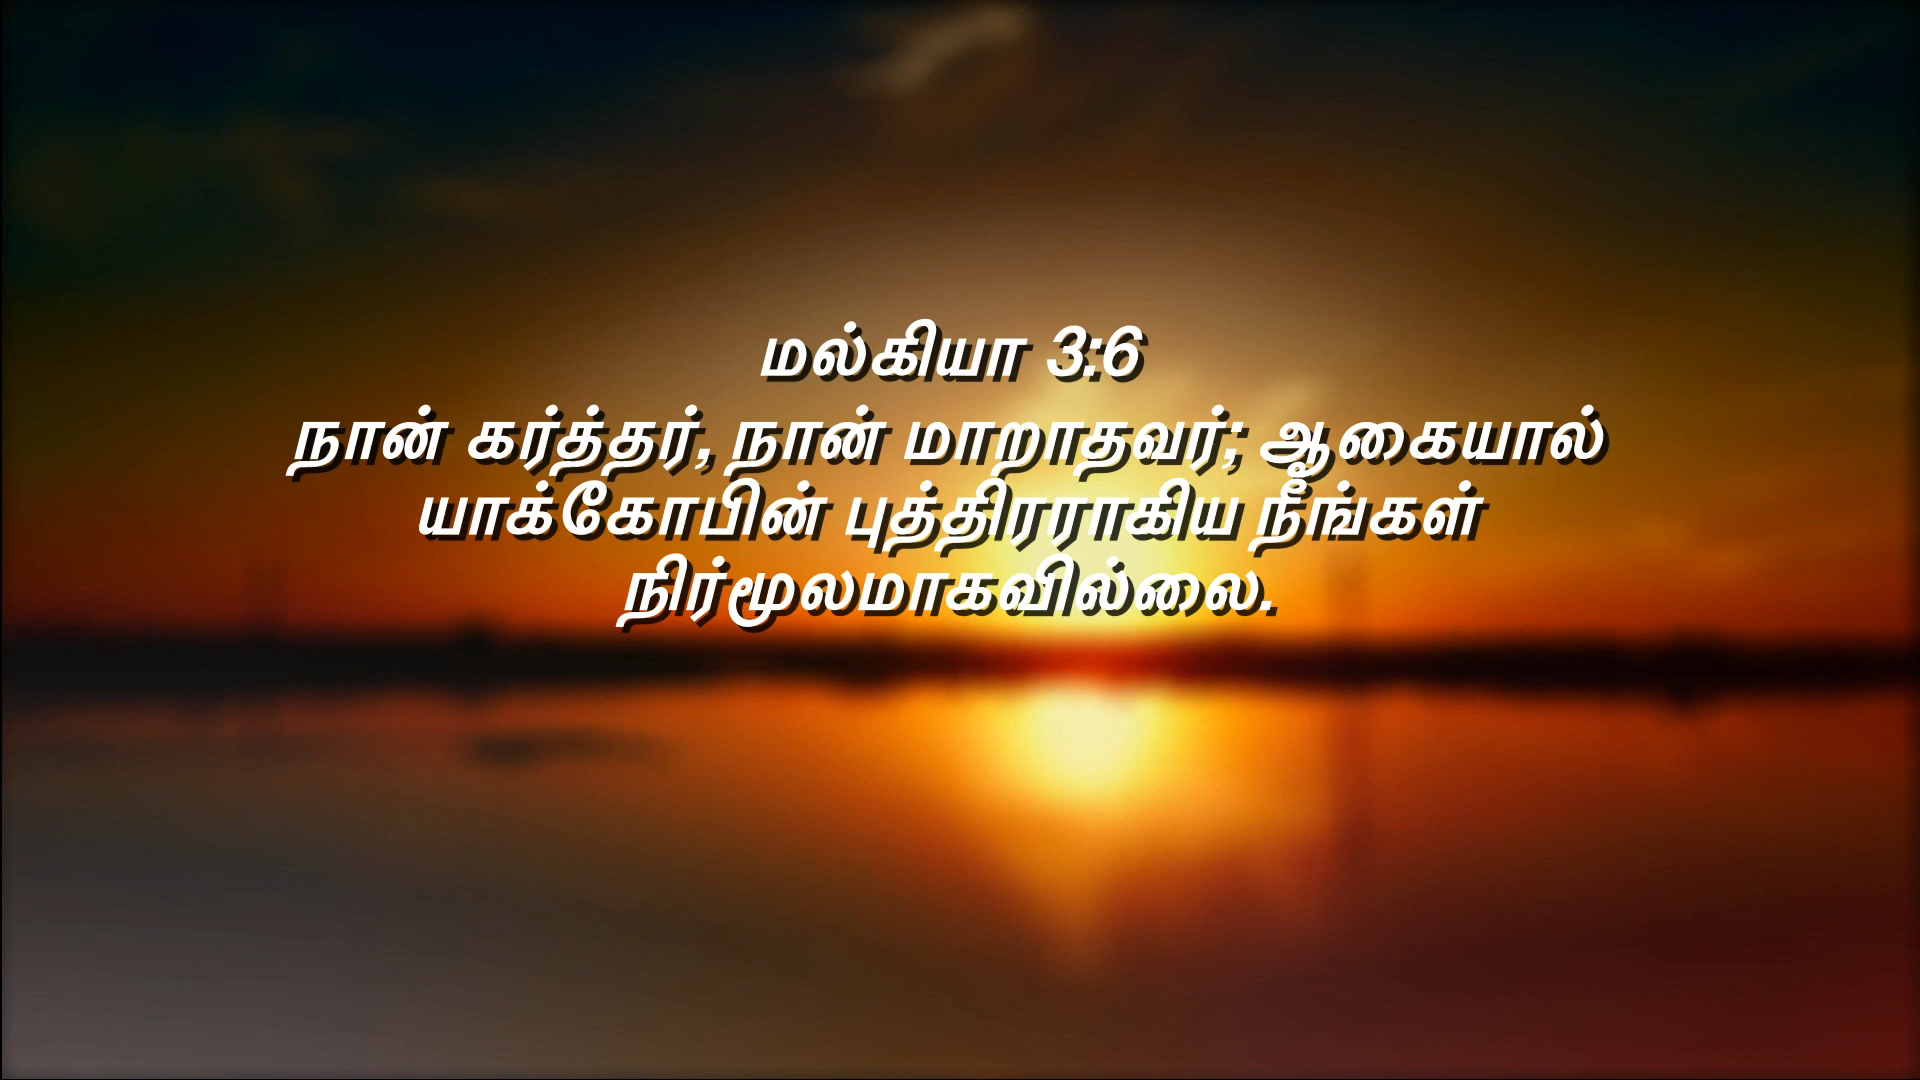 மல்கியா 3:6
நான் கர்த்தர், நான் மாறாதவர்; ஆகையால்
யாக்கோபின் புத்திரராகிய நீங்கள்
நிர்மூலமாகவில்லை.